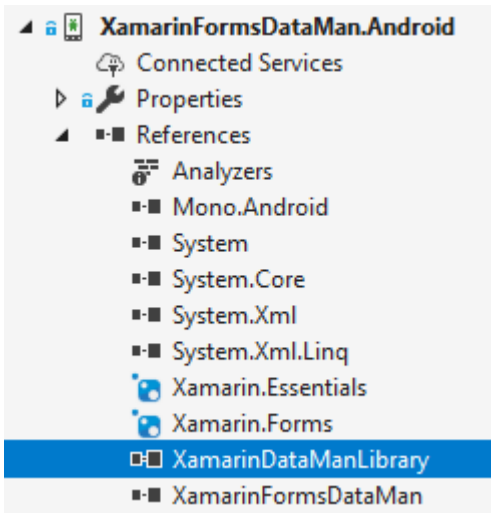 XamarinFormsDataMan.Android
Connected Services
Properties
References
Analyzers
Mono.Android
System
System.Core
System.Xml
System.Xml.Linq
Xamarin.Essentials
Xamarin.Forms
XamarinDataManLibrary
XamarinFormsDataMan